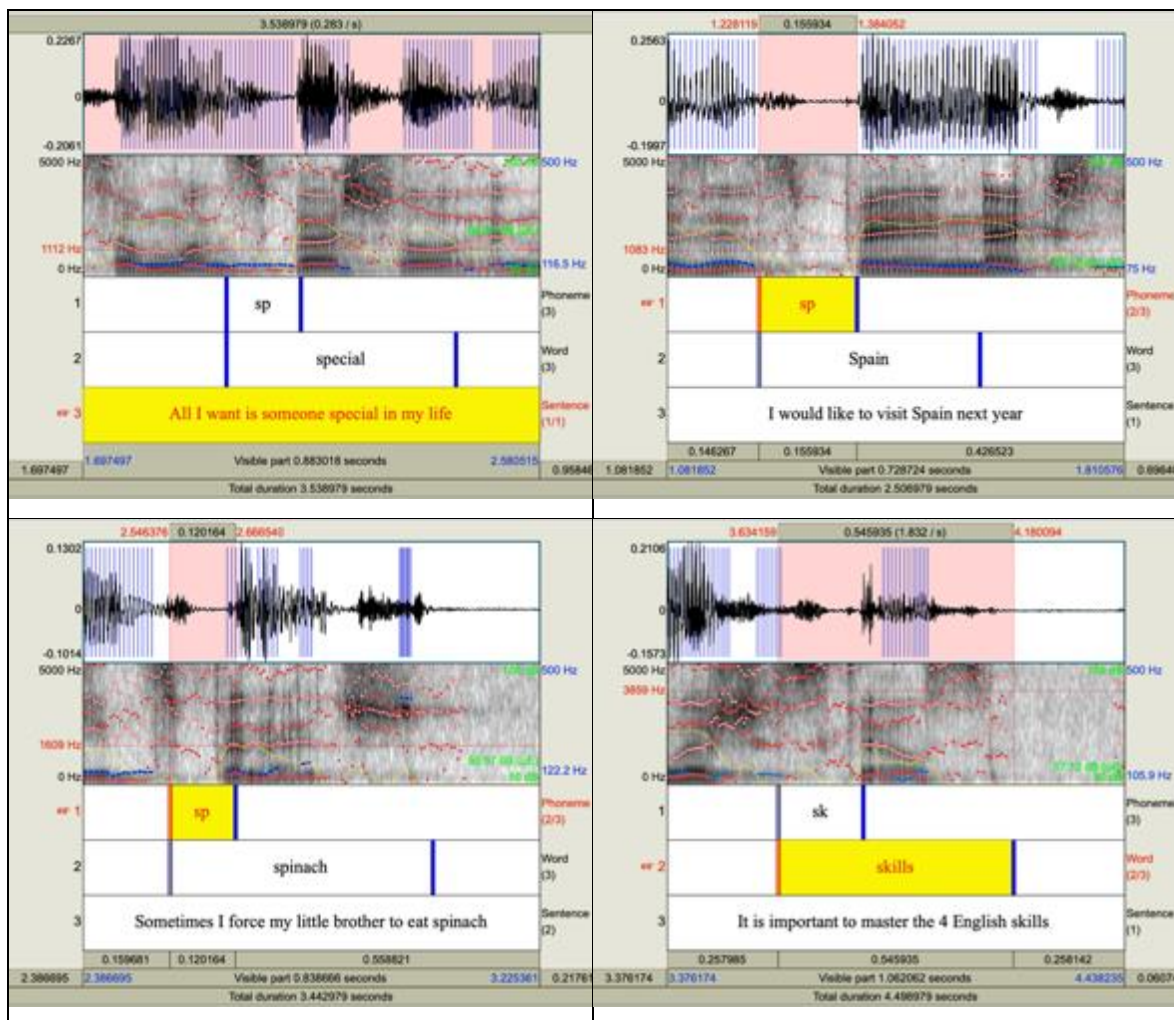 3.538979 (0.283 / s)
0.2267
0
-0.2061
5000 Hz
500 Hz
1112 Hz
0 Hz
116.5 Hz
1
sp
Phoneme
(3)
2
special
Word
(3)
3
All I want is someone special in my life
Sentence
(1/1)
1.697497
1.697497
Visible part 0.883018 seconds
2.580515
0.95846
Total duration 3.538979 seconds
1.228119
0.155934
1.384052
0.2563
0
-0.1997
5000 Hz
500 Hz
1083 Hz
0 Hz
75 Hz
1
sp
Phoneme
(2/3)
2
Spain
Word
(3)
3
I would like to visit Spain next year
Sentence
(1)
0.146267
0.155934
0.426523
1.081852
1.081852
Visible part 0.728724 seconds
1.810576
Total duration 2.506979 seconds
2.546376
0.120164
2.666540
0.1302
0
-0.1014
5000 Hz
500 Hz
1609 Hz
0 Hz
122.2 Hz
1
sp
Phoneme
(2/3)
2
spinach
Word
(3)
3
Sometimes I force my little brother to eat spinach
Sentence
(2)
0.159681
0.120164
0.558821
2.386695
2.386695
Visible part 0.838666 seconds
3.225361
0.21761
Total duration 3.442979 seconds
3.634159
0.545935 (1.832 / s)
4.180094
0.2106
0
-0.1573
5000 Hz
500 Hz
3859 Hz
0 Hz
105.9 Hz
1
sk
Phoneme
(3)
2
skills
Word
(2/3)
3
It is important to master the 4 English skills
Sentence
(1)
0.257985
0.545935
0.258142
3.376174
3.376174
Visible part 1.062062 seconds
4.438235
Total duration 4.498979 seconds